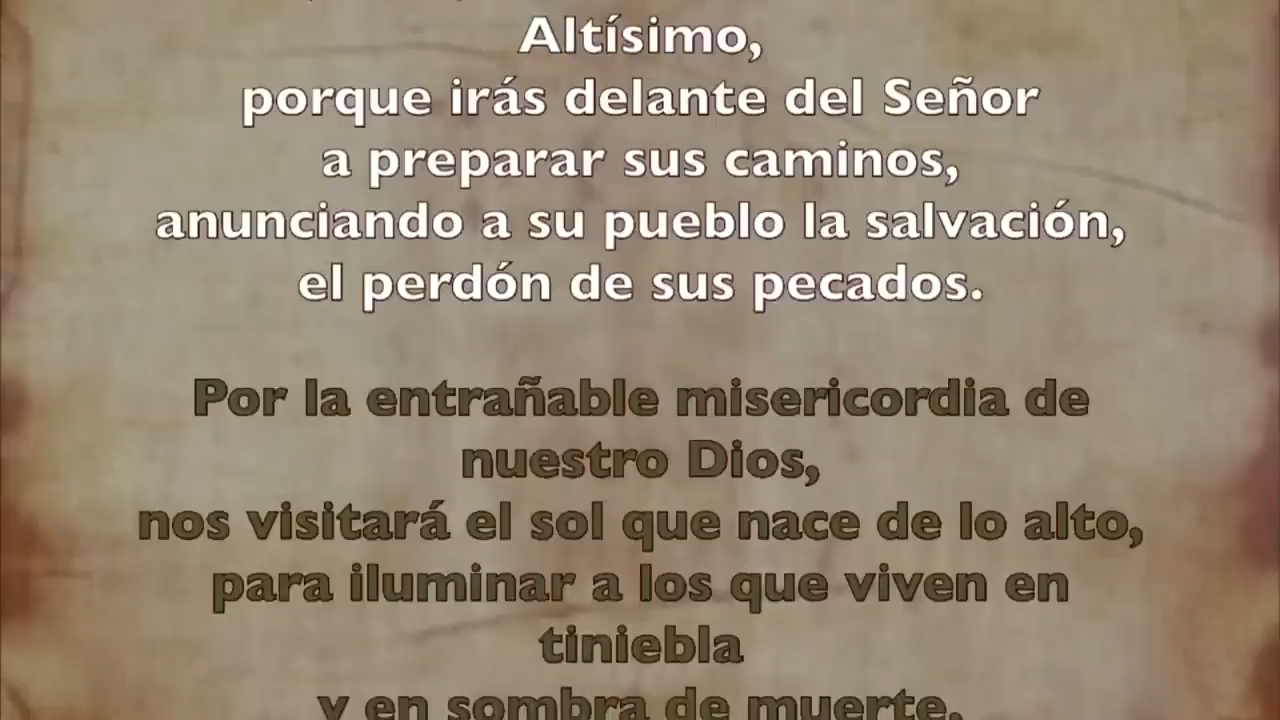 Altísimo,
porque irás delante del Señor
a preparar sus caminos,
anunciando a su pueblo la salvación,
el perdón de sus pecados.
Por la entrañable misericordia de
nuestro Dios,
nos visitará el sol que nace de lo alto,
para iluminar a los que viven en
tiniebla
y en sombra de muerte,